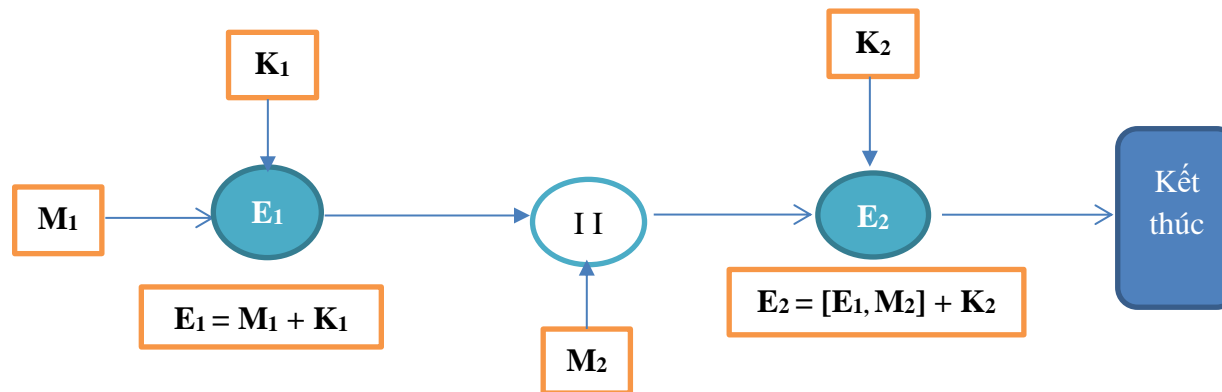 K₁
K₂
M₁
E₁
I I
E₂
Kết
thúc
E₁ = M₁ + K₁
E₂ = [E₁, M₂] + K₂
M₂